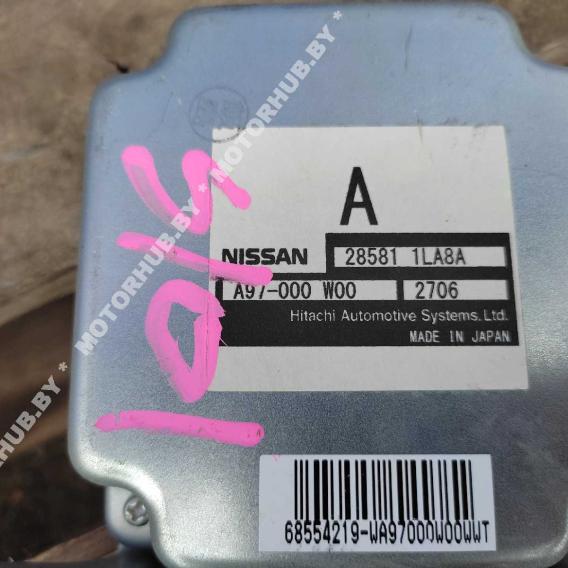 A
NISSAN 28581 1LA8A
A97-000 W00 2706
Hitachi Automotive Systems, Ltd.
MADE IN JAPAN
68554219-WA97000W00WWT
MOTORHUB.BY * MOTORHUB.BY * MOTORHUB.BY